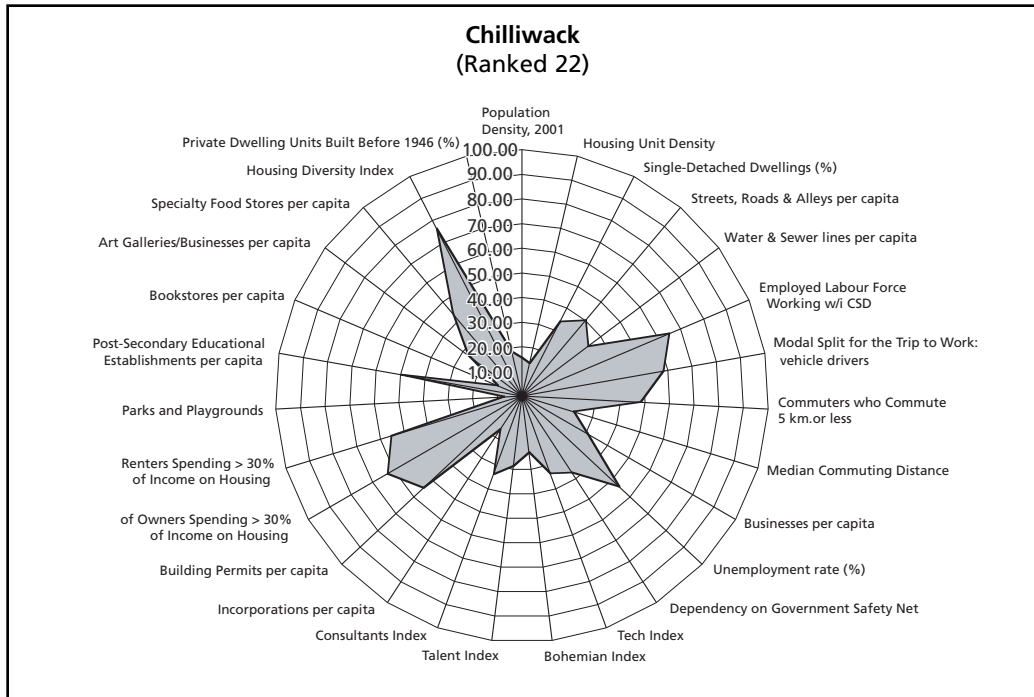 Chilliwack
(Ranked 22)
Population
Density, 2001
Housing Unit Density
Single-Detached Dwellings (%)
Streets, Roads & Alleys per capita
Water & Sewer lines per capita
Employed Labour Force
Working w/i CSD
Modal Split for the Trip to Work:
vehicle drivers
Commuters who Commute
5 km.or less
Median Commuting Distance
Businesses per capita
Unemployment rate (%)
Dependency on Government Safety Net
Tech Index
Bohemian Index
Talent Index
Consultants Index
Incorporations per capita
Building Permits per capita
of Owners Spending > 30%
of Income on Housing
Renters Spending > 30%
of Income on Housing
Parks and Playgrounds
Post-Secondary Educational
Establishments per capita
Bookstores per capita
Art Galleries/Businesses per capita
Specialty Food Stores per capita
Housing Diversity Index
Private Dwelling Units Built Before 1946 (%)
100.00
90.00
80.00
70.00
60.00
50.00
40.00
30.00
20.00
10.00